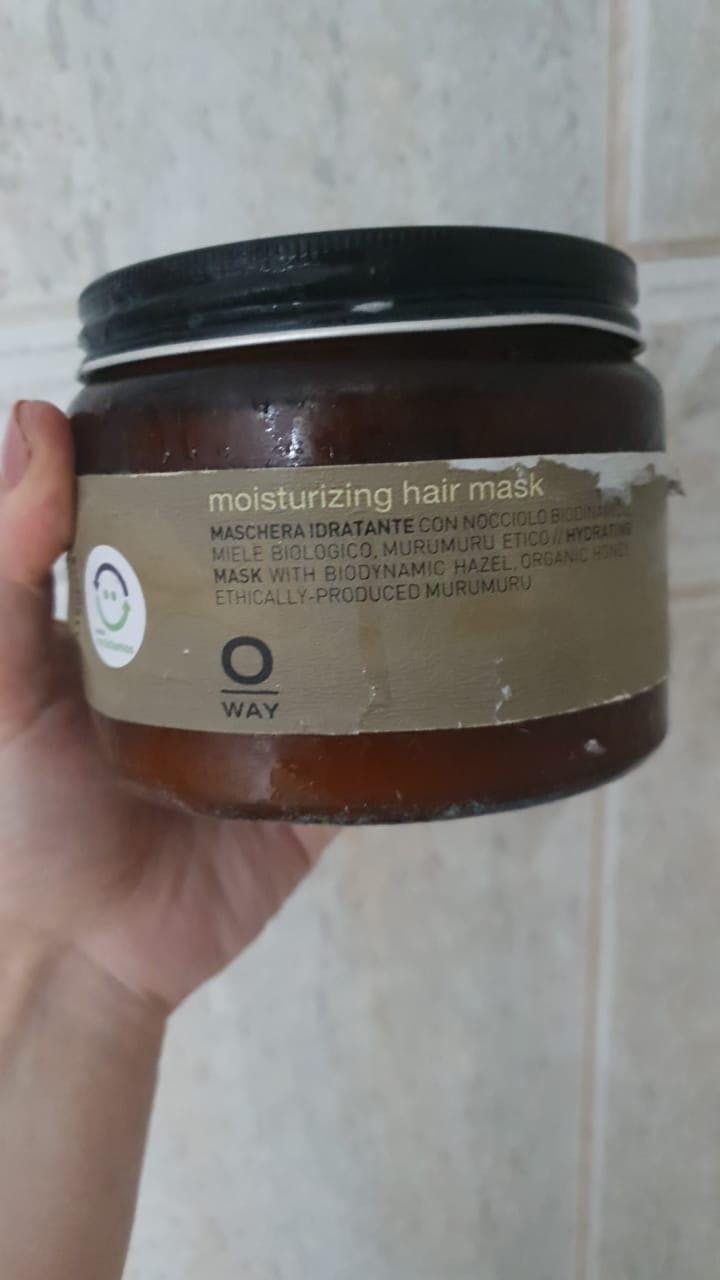 moisturizing hair mask
MASCHERA IDRATANTE CON NOCCIOLO BIODINAMICO,
MIELE BIOLOGICO, MURUMURU ETICO // HYDRATING
MASK WITH BIODYNAMIC HAZEL, ORGANIC HONEY,
ETHICALLY-PRODUCED MURUMURU
O
WAY